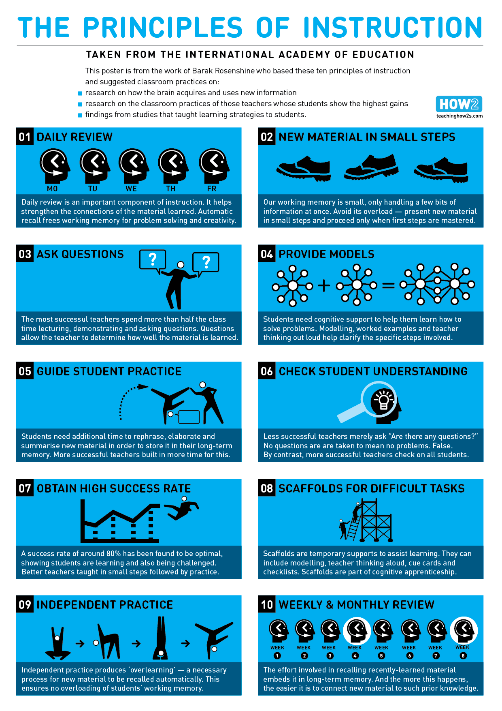 THE PRINCIPLES OF INSTRUCTION
TAKEN FROM THE INTERNATIONAL ACADEMY OF EDUCATION
This poster is from the work of Barak Rosenshine who based these ten principles of instruction
and suggested classroom practices on:
research on how the brain acquires and uses new information
research on the classroom practices of those teachers whose students show the highest gains
findings from studies that taught learning strategies to students.
HOW2
teachinghow2s.com
01 DAILY REVIEW
MO TU WE TH FR
Daily review is an important component of instruction. It helps
strengthen the connections of the material learned. Automatic
recall frees working memory for problem solving and creativity.
02 NEW MATERIAL IN SMALL STEPS
Our working memory is small, only handling a few bits of
information at once. Avoid its overload — present new material
in small steps and proceed only when first steps are mastered.
03 ASK QUESTIONS
? ?
The most successul teachers spend more than half the class
time lecturing, demonstrating and asking questions. Questions
allow the teacher to determine how well the material is learned.
04 PROVIDE MODELS
+ =
Students need cognitive support to help them learn how to
solve problems. Modelling, worked examples and teacher
thinking out loud help clarify the specific steps involved.
05 GUIDE STUDENT PRACTICE
Students need additional time to rephrase, elaborate and
summarise new material in order to store it in their long-term
memory. More successful teachers built in more time for this.
06 CHECK STUDENT UNDERSTANDING
Less successful teachers merely ask "Are there any questions?"
No questions are are taken to mean no problems. False.
By contrast, more successful teachers check on all students.
07 OBTAIN HIGH SUCCESS RATE
A success rate of around 80% has been found to be optimal,
showing students are learning and also being challenged.
Better teachers taught in small steps followed by practice.
08 SCAFFOLDS FOR DIFFICULT TASKS
Scaffolds are temporary supports to assist learning. They can
include modelling, teacher thinking aloud, cue cards and
checklists. Scaffolds are part of cognitive apprenticeship.
09 INDEPENDENT PRACTICE
Independent practice produces 'overlearning' — a necessary
process for new material to be recalled automatically. This
ensures no overloading of students' working memory.
10 WEEKLY & MONTHLY REVIEW
WEEK WEEK WEEK WEEK WEEK WEEK WEEK WEEK
1 2 3 4 5 6 7 8
The effort involved in recalling recently-learned material
embeds it in long-term memory. And the more this happens,
the easier it is to connect new material to such prior knowledge.